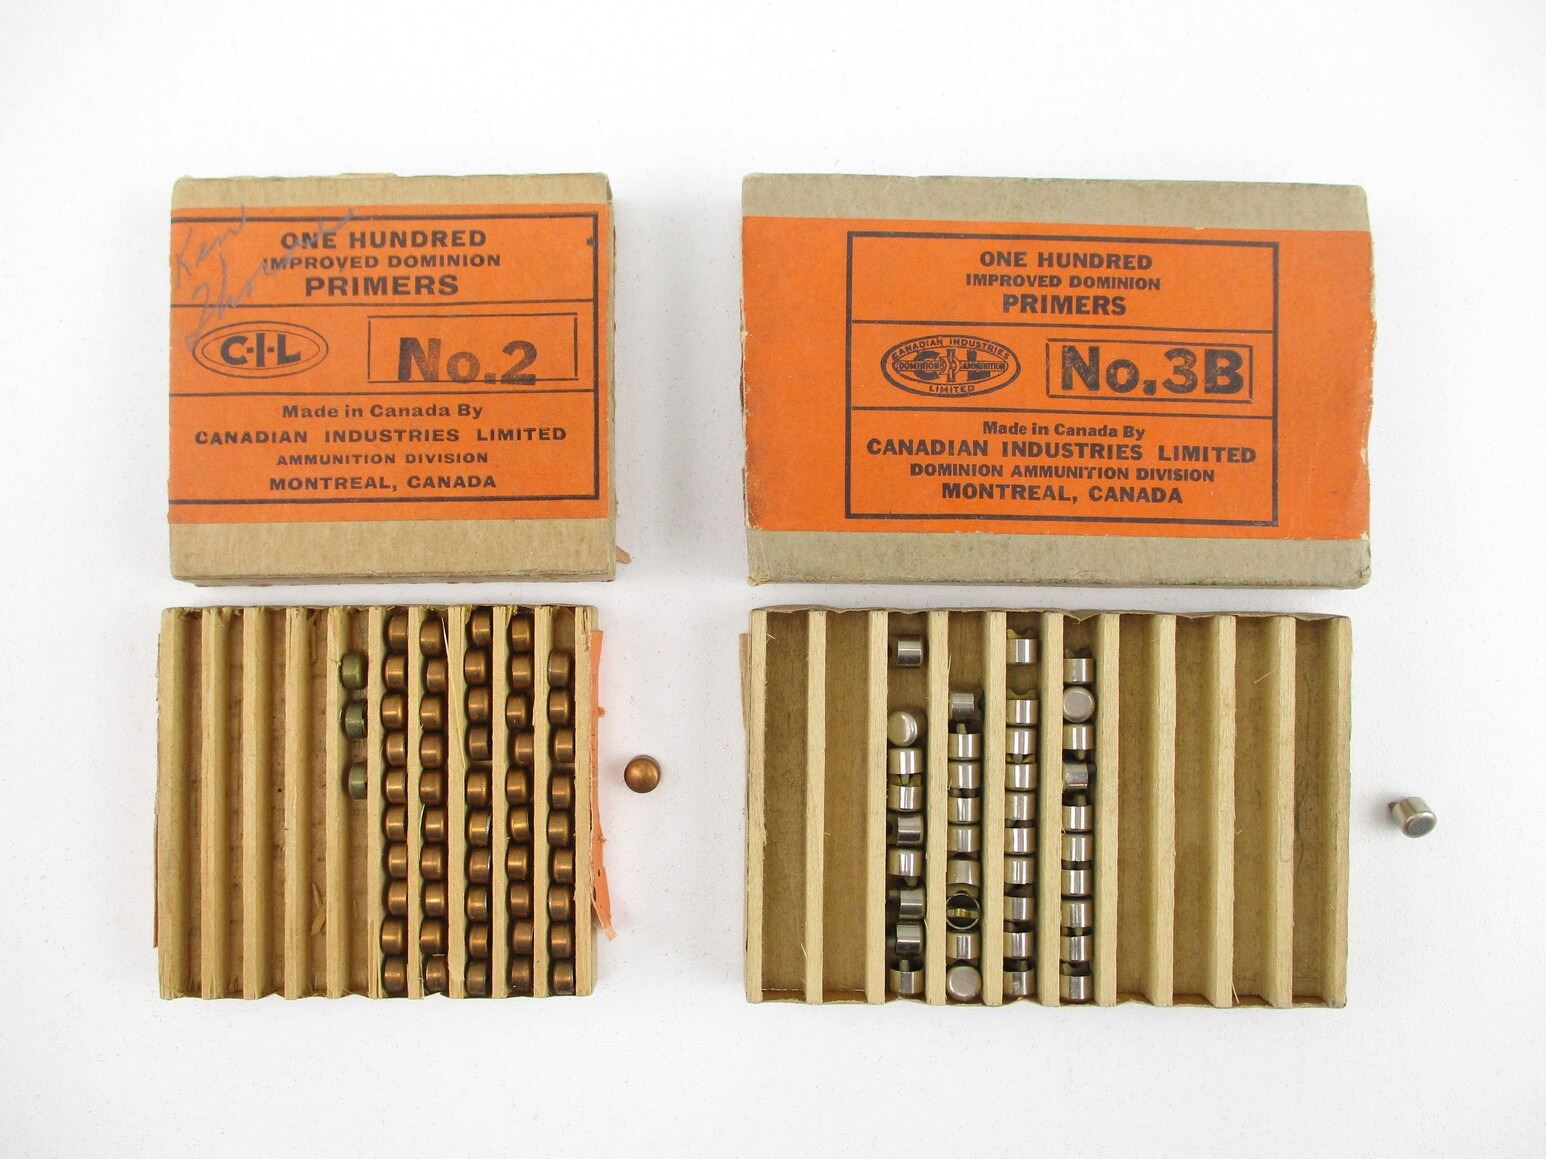 Ken
ONE HUNDRED
IMPROVED DOMINION
PRIMERS
C-I-L
No.2
Made in Canada By
CANADIAN INDUSTRIES LIMITED
AMMUNITION DIVISION
MONTREAL, CANADA
ONE HUNDRED
IMPROVED DOMINION
PRIMERS
CANADIAN INDUSTRIES
C-I-L
DOMINION AMMUNITION
LIMITED
No.3B
Made in Canada By
CANADIAN INDUSTRIES LIMITED
DOMINION AMMUNITION DIVISION
MONTREAL, CANADA